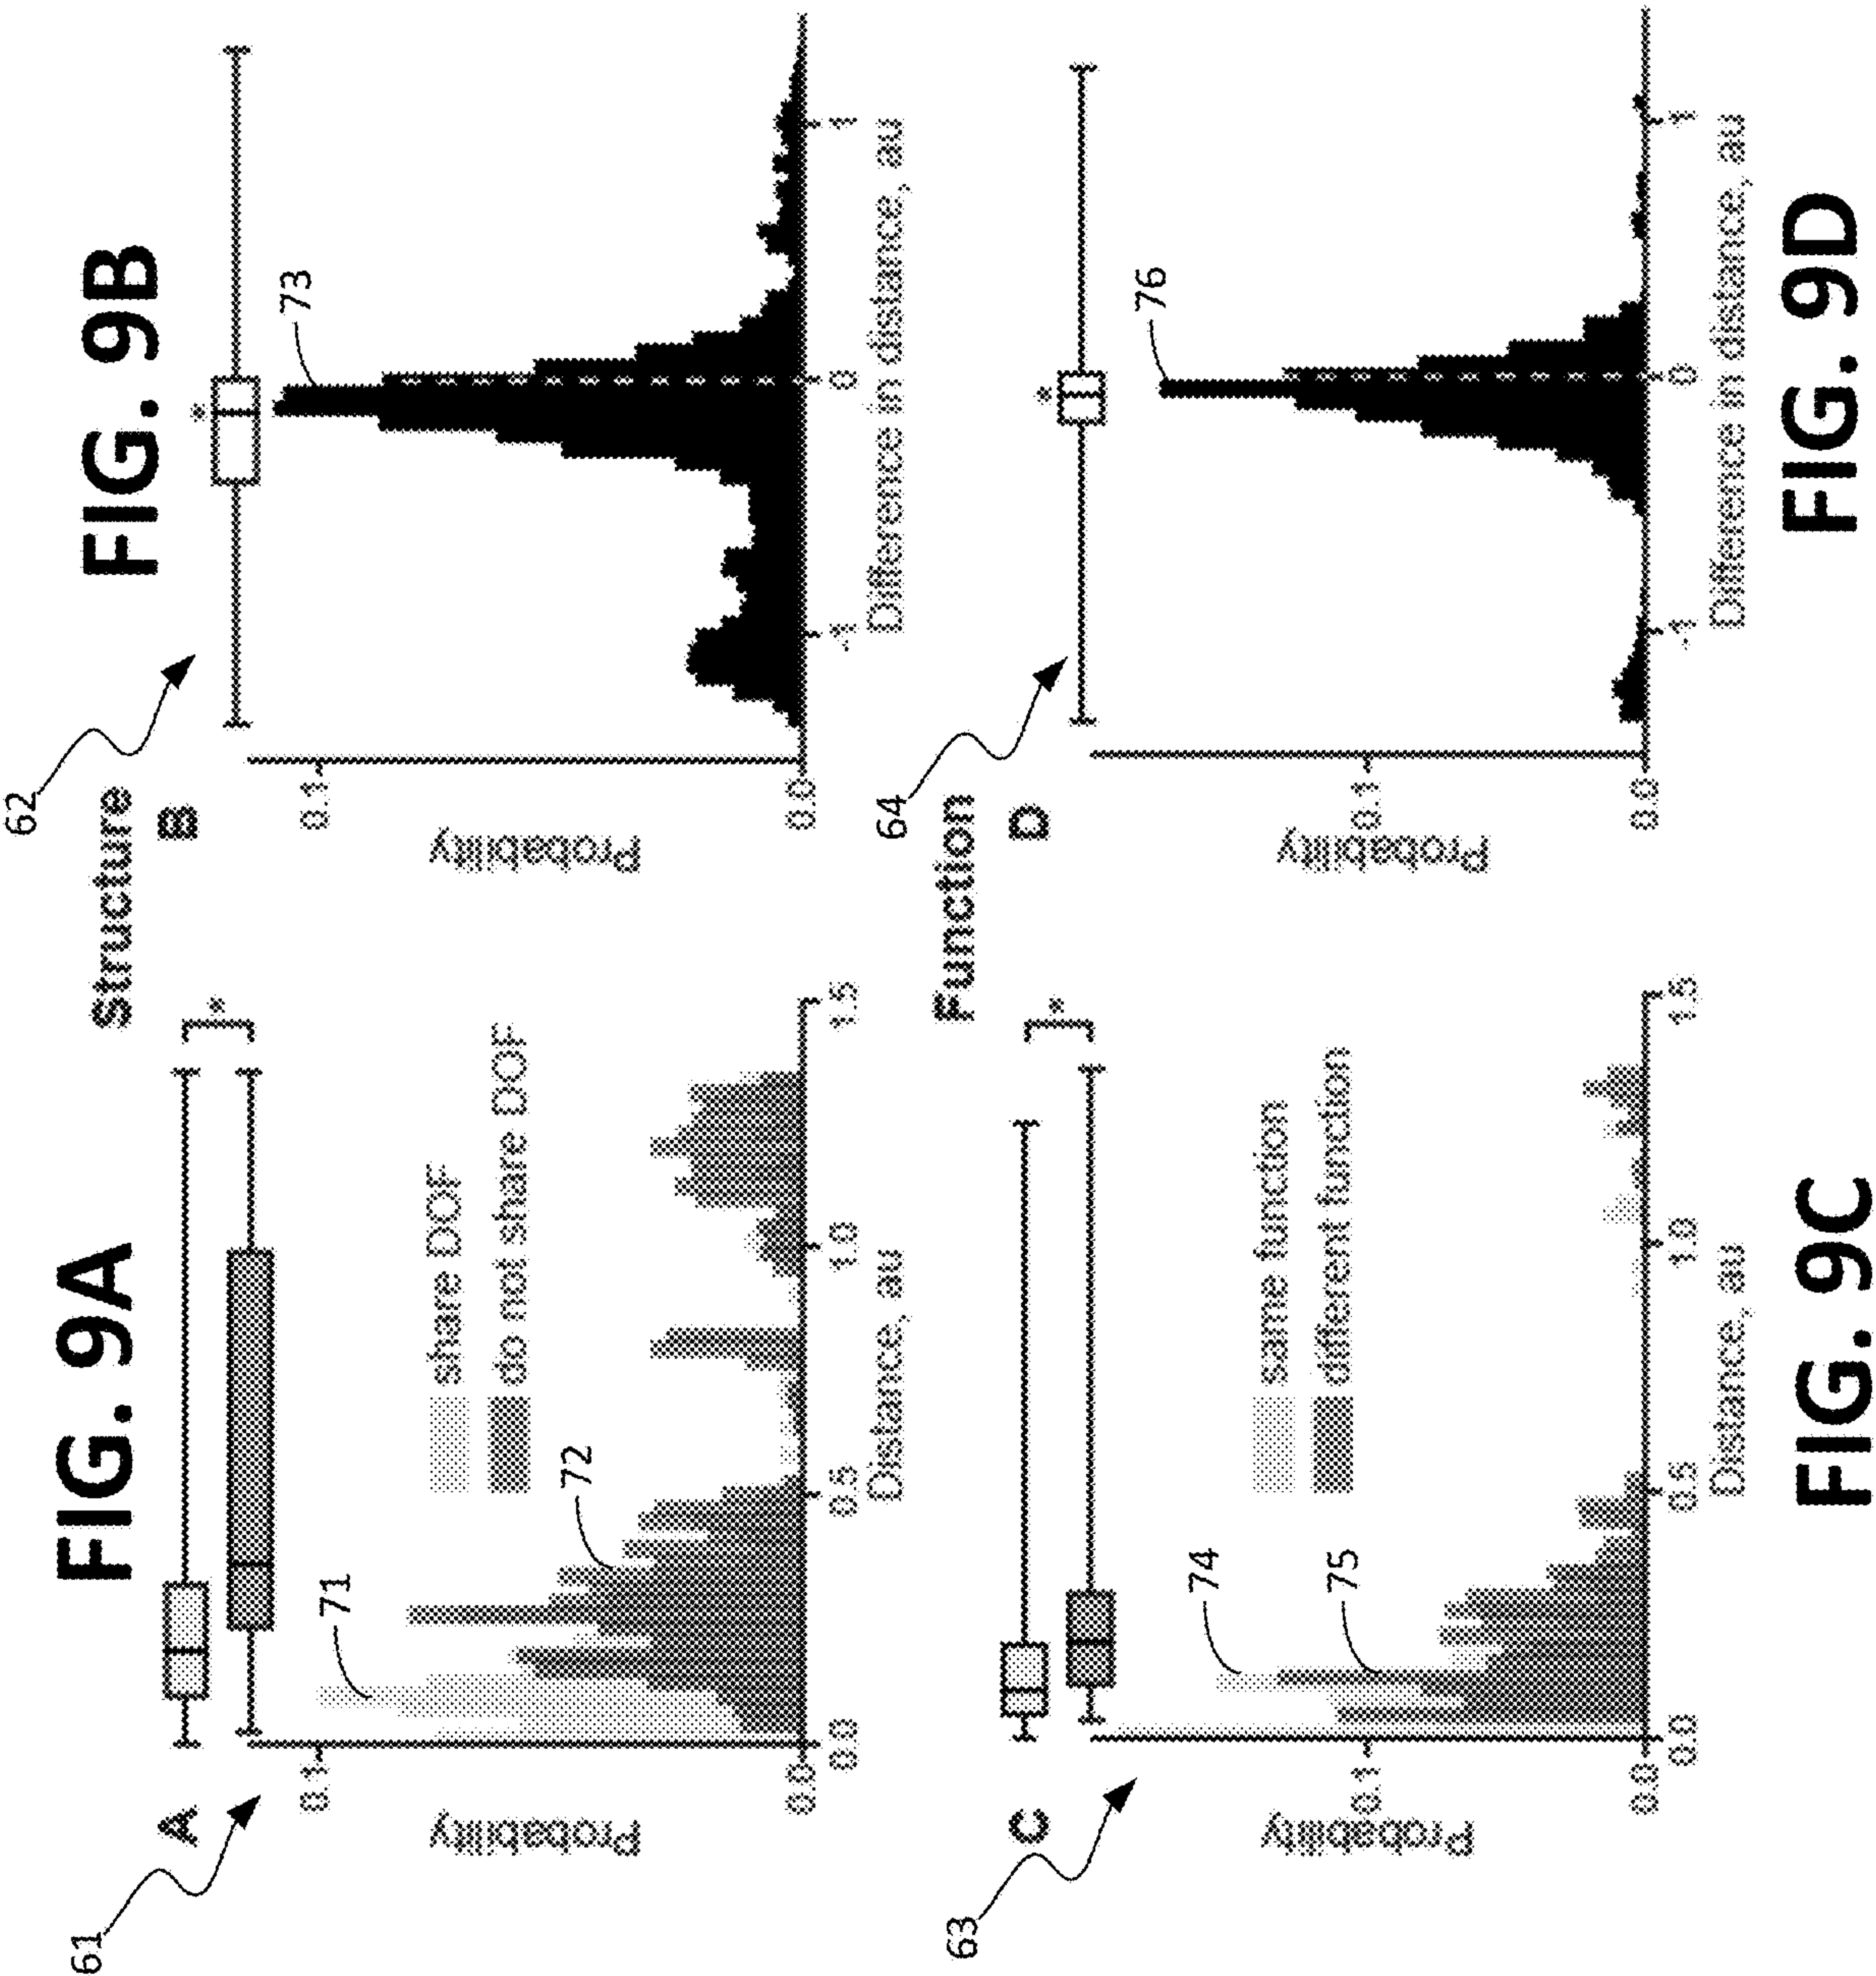 FIG. 9A
61
A
Structure
Probability
0.1
0.0
71
72
share DOF
do not share DOF
*
0.0
0.5
1.0
1.5
Distance, au
FIG. 9B
62
B
Probability
0.1
0.0
*
73
-1
0
1
Difference in distance, au
63
C
Function
Probability
0.1
0.0
74
75
same function
different function
*
0.0
0.5
1.0
1.5
Distance, au
FIG. 9C
64
D
Probability
0.1
0.0
*
76
-1
0
1
Difference in distance, au
FIG. 9D